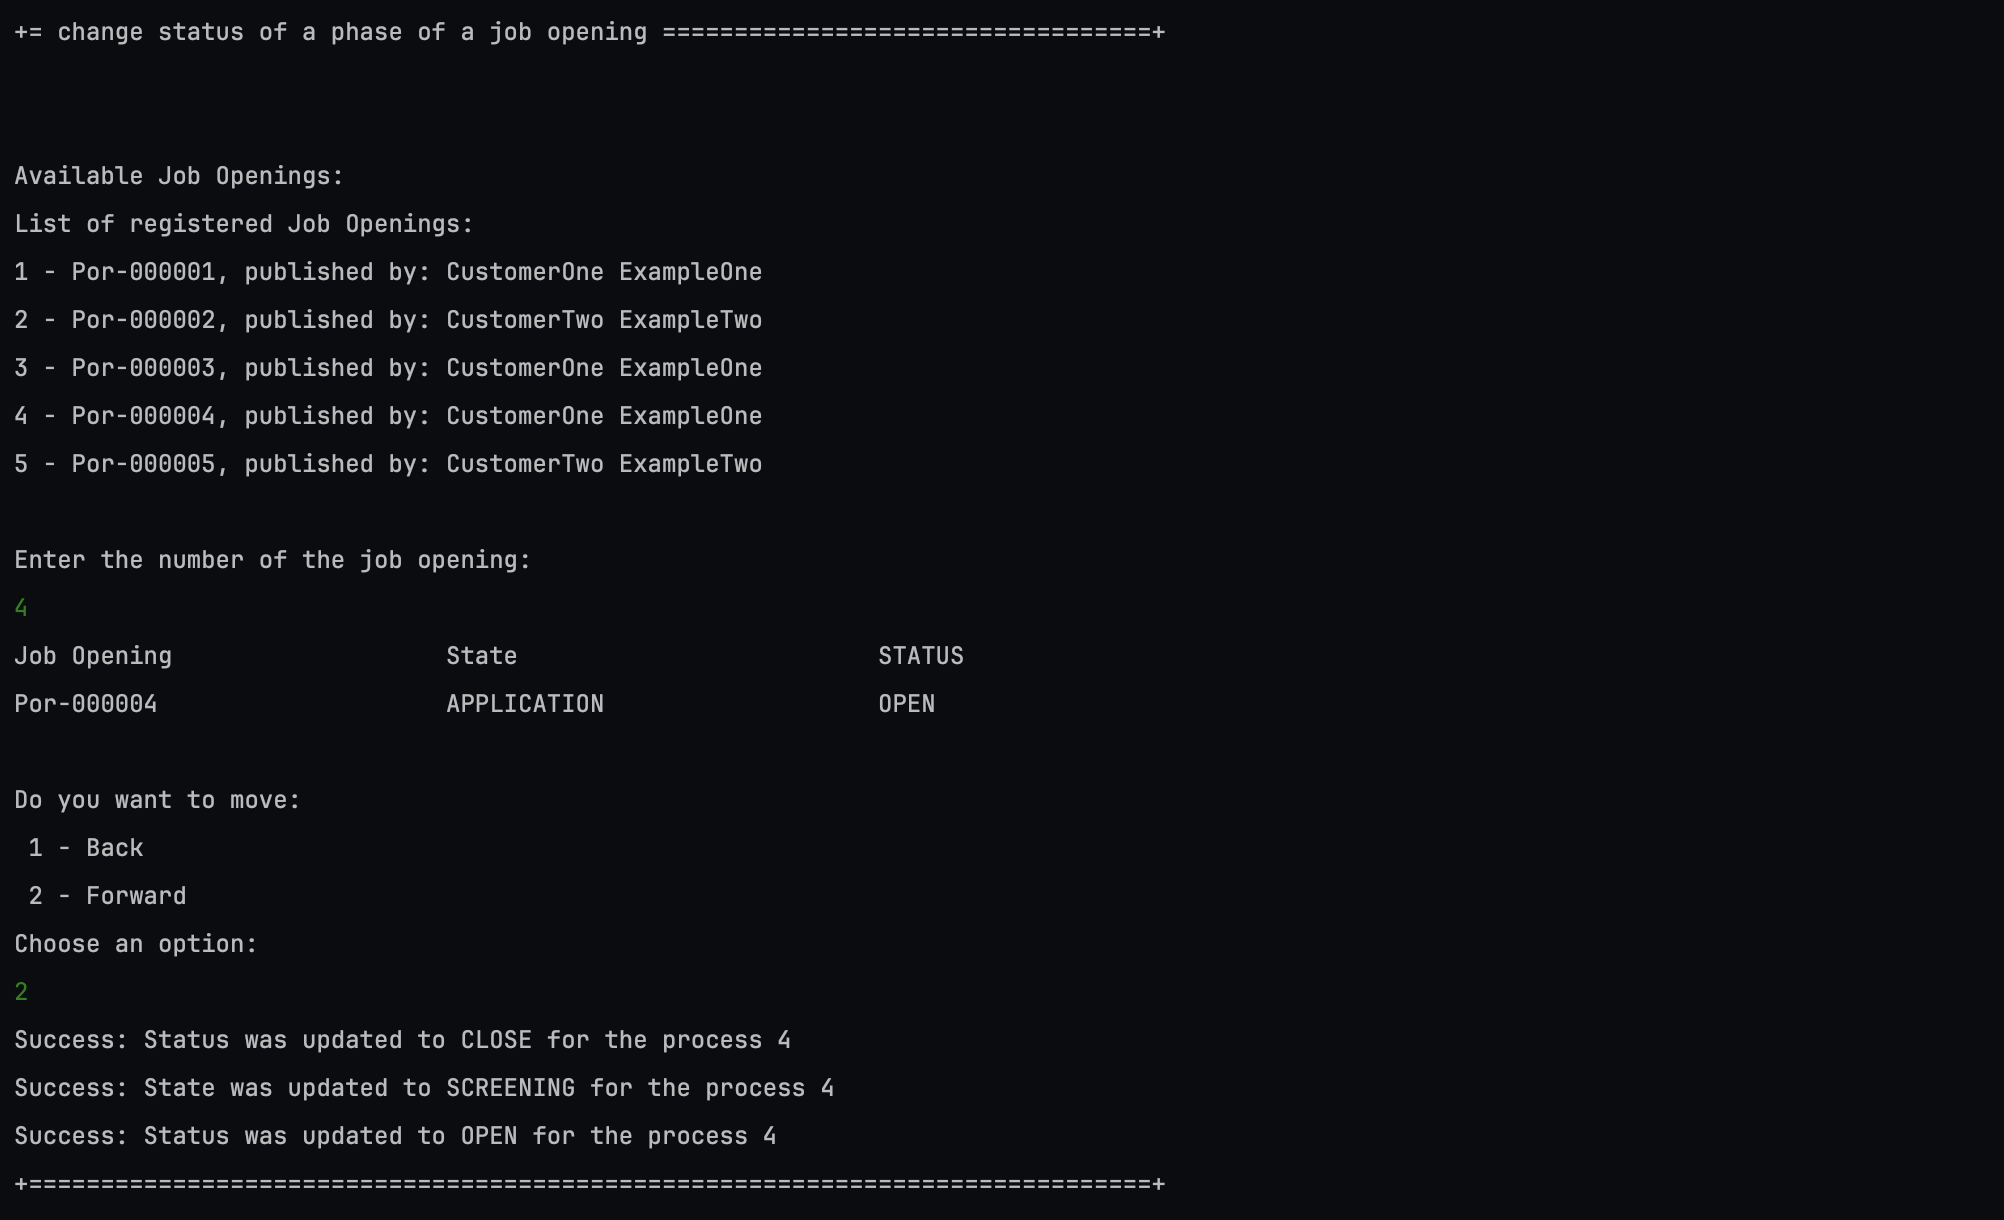 += change status of a phase of a job opening ==================================+
Available Job Openings:
List of registered Job Openings:
1 - Por-000001, published by: CustomerOne ExampleOne
2 - Por-000002, published by: CustomerTwo ExampleTwo
3 - Por-000003, published by: CustomerOne ExampleOne
4 - Por-000004, published by: CustomerOne ExampleOne
5 - Por-000005, published by: CustomerTwo ExampleTwo
Enter the number of the job opening:
4
Job Opening                   State                         STATUS
Por-000004                    APPLICATION                   OPEN
Do you want to move:
 1 - Back
 2 - Forward
Choose an option:
2
Success: Status was updated to CLOSE for the process 4
Success: State was updated to SCREENING for the process 4
Success: Status was updated to OPEN for the process 4
+==============================================================================+